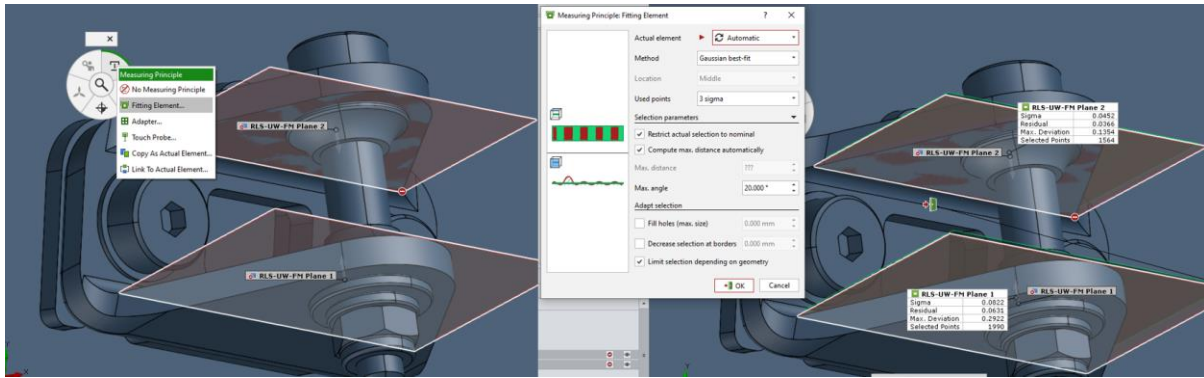 Measuring Principle
No Measuring Principle
Fitting Element...
Adapter...
Touch Probe...
Copy As Actual Element...
Link To Actual Element...
RLS-UW-FM Plane 2
RLS-UW-FM Plane 1
Measuring Principle: Fitting Element
Actual element
Automatic
Method
Gaussian best-fit
Location
Middle
Used points
3 sigma
Selection parameters
Restrict actual selection to nominal
Compute max. distance automatically
Max. distance
???
Max. angle
20.000 °
Adapt selection
Fill holes (max. size)
0.000 mm
Decrease selection at borders
0.000 mm
Limit selection depending on geometry
OK
Cancel
RLS-UW-FM Plane 2
Sigma 0.0452
Residual 0.0366
Max. Deviation 0.1354
Selected Points 1564
RLS-UW-FM Plane 2
RLS-UW-FM Plane 1
RLS-UW-FM Plane 1
Sigma 0.0822
Residual 0.0631
Max. Deviation 0.2922
Selected Points 1990